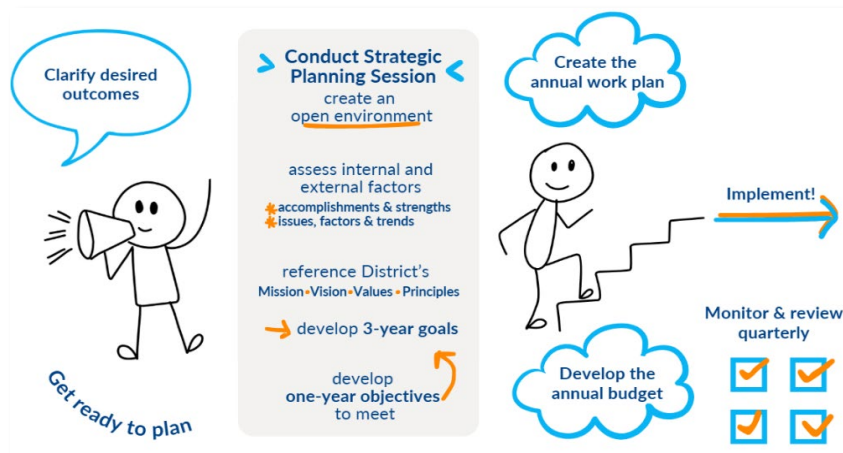 Clarify desired
outcomes
Get ready to plan
Conduct Strategic
Planning Session
create an
open environment
assess internal and
external factors
accomplishments & strengths
issues, factors & trends
reference District's
Mission•Vision•Values•Principles
develop 3-year goals
develop
one-year objectives
to meet
Create the
annual work plan
Develop the
annual budget
Implement!
Monitor & review
quarterly